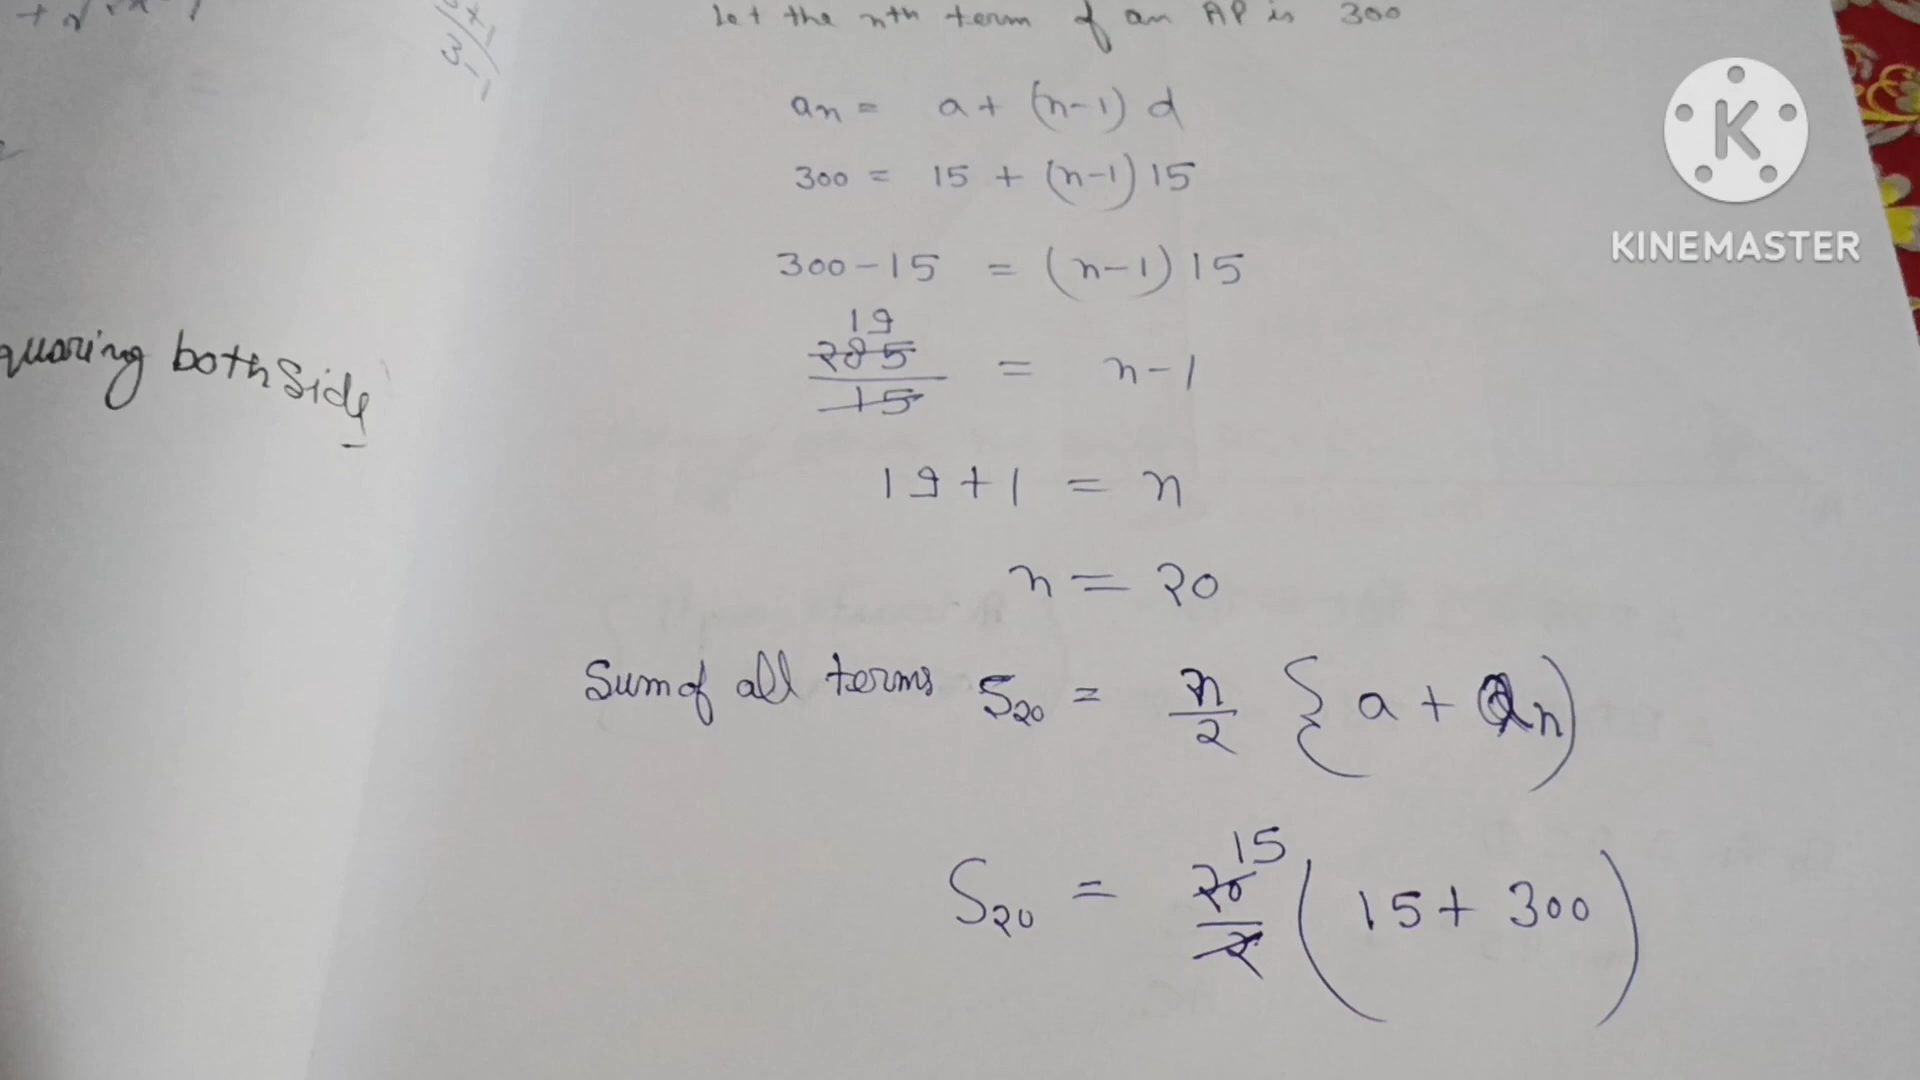 Let the nth term of an AP is 300
an = a + (n-1) d
300 = 15 + (n-1) 15
KINEMASTER
300 - 15 = (n-1) 15
19
285
15
= n-1
quaring both side
19 + 1 = n
n = 20
Sum of all terms S20 = n/2 { a + an )
S20 = 20/2 15 ( 15 + 300 )